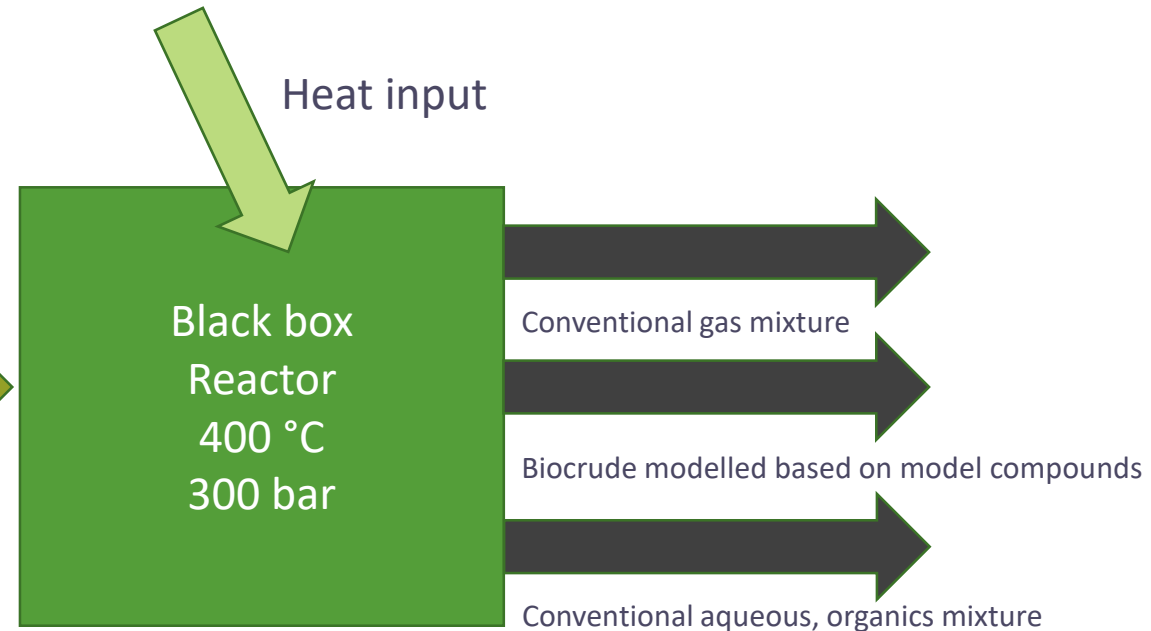 Heat input
Black box
Reactor
400 °C
300 bar
Conventional gas mixture
Biocrude modelled based on model compounds
Conventional aqueous, organics mixture